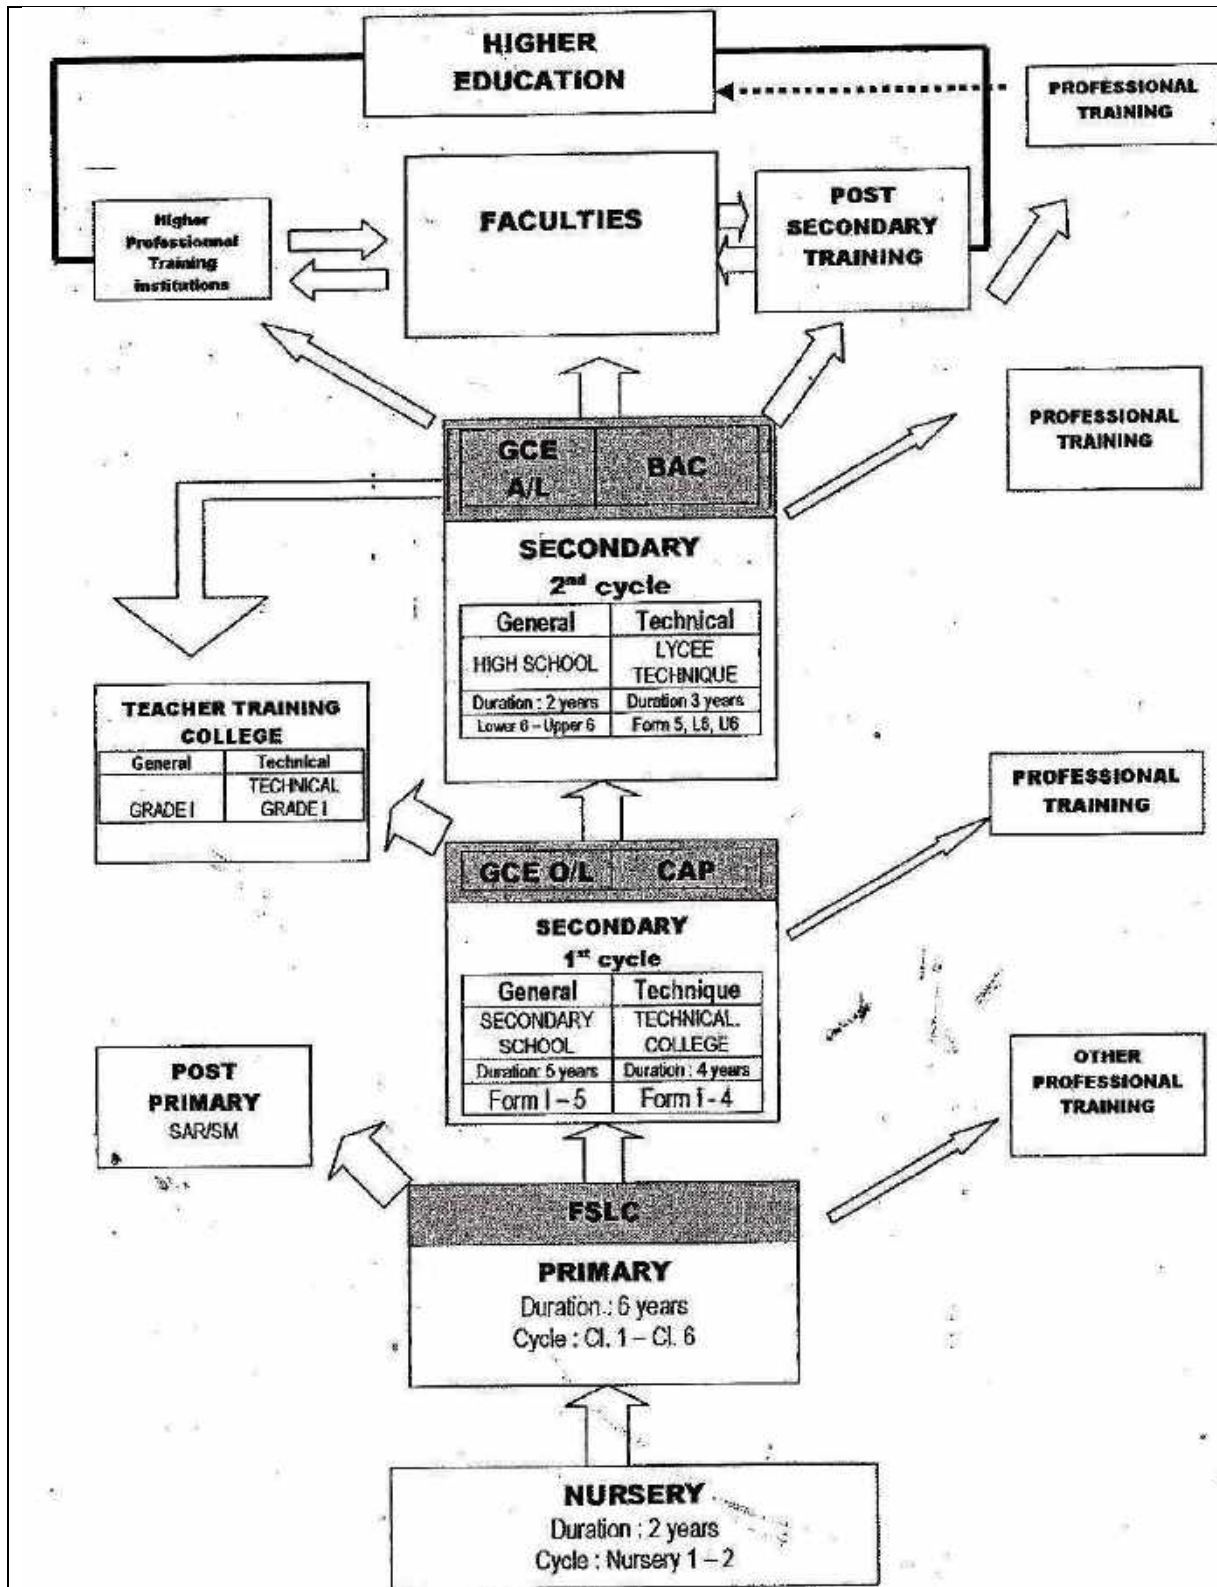 HIGHER
EDUCATION
PROFESSIONAL
TRAINING
Higher
Professionnel
Training
institutions
FACULTIES
POST
SECONDARY
TRAINING
PROFESSIONAL
TRAINING
GCE
A/L
BAC
SECONDARY
2nd cycle
General
Technical
HIGH SCHOOL
LYCEE
TECHNIQUE
Duration : 2 years
Duration 3 years
Lower 6 – Upper 6
Form 5, L6, U6
TEACHER TRAINING
COLLEGE
General
Technical
GRADE I
TECHNICAL
GRADE I
PROFESSIONAL
TRAINING
GCE O/L
CAP
SECONDARY
1st cycle
General
Technique
SECONDARY
SCHOOL
TECHNICAL.
COLLEGE
Duration: 5 years
Duration : 4 years
Form I – 5
Form I - 4
POST
PRIMARY
SAR/SM
OTHER
PROFESSIONAL
TRAINING
FSLC
PRIMARY
Duration : 6 years
Cycle : Cl. 1 – Cl. 6
NURSERY
Duration : 2 years
Cycle : Nursery 1 – 2